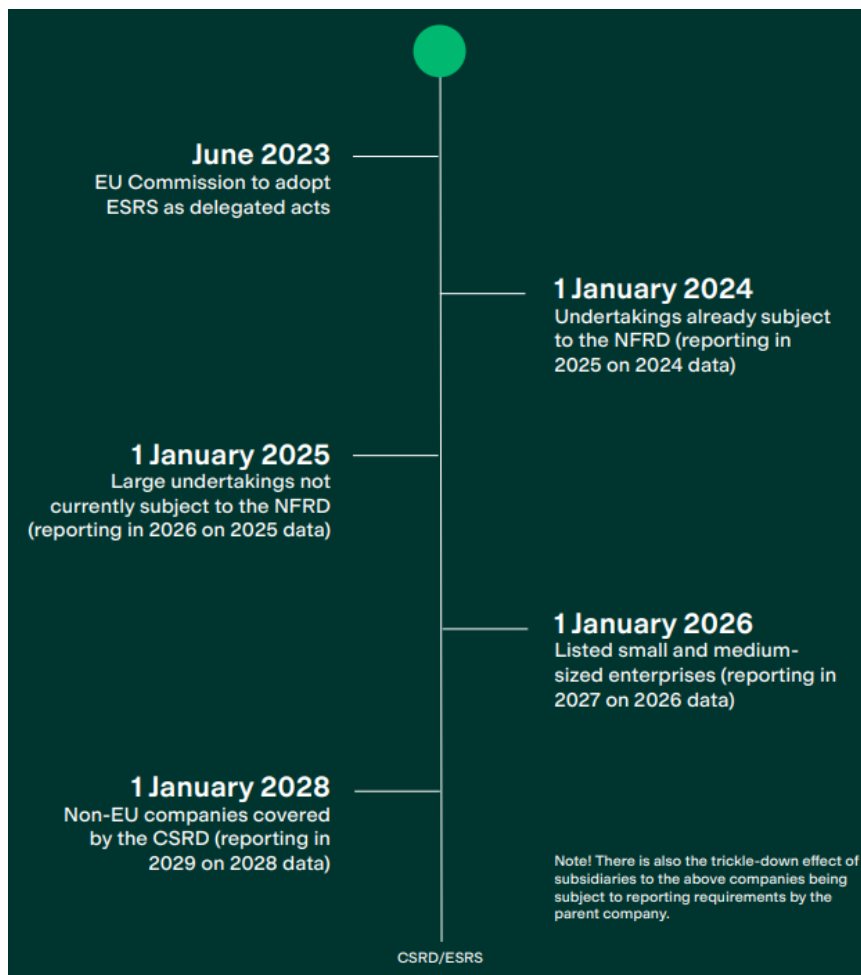 June 2023
EU Commission to adopt
ESRS as delegated acts
1 January 2024
Undertakings already subject
to the NFRD (reporting in
2025 on 2024 data)
1 January 2025
Large undertakings not
currently subject to the NFRD
(reporting in 2026 on 2025 data)
1 January 2026
Listed small and medium-
sized enterprises (reporting in
2027 on 2026 data)
1 January 2028
Non-EU companies covered
by the CSRD (reporting in
2029 on 2028 data)
Note! There is also the trickle-down effect of
subsidiaries to the above companies being
subject to reporting requirements by the
parent company.
CSRD/ESRS